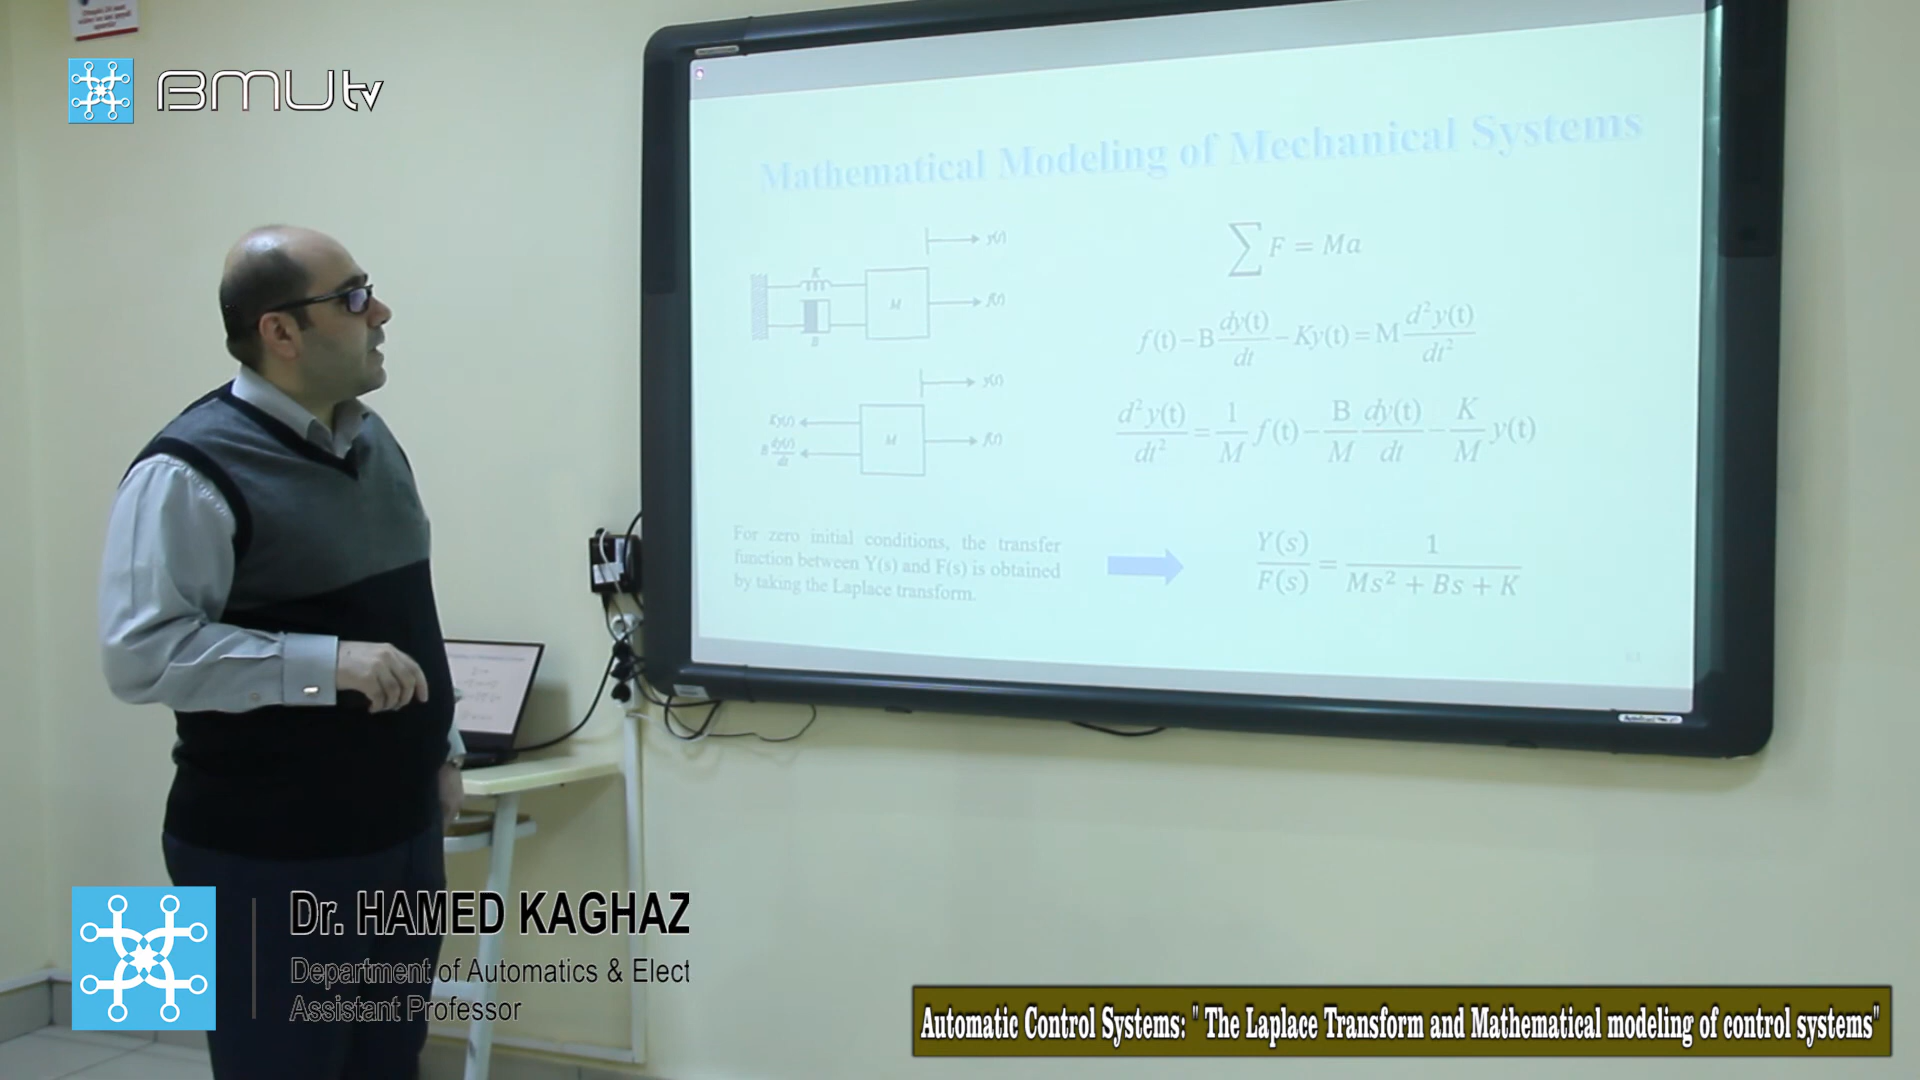 BMUtv
Mathematical Modeling of Mechanical Systems
y(t)
K
M
f(t)
B
∑F = Ma
f(t) − B dy(t)/dt − Ky(t) = M d²y(t)/dt²
y(t)
Ky(t)
B dy(t)/dt
M
f(t)
d²y(t)/dt² = 1/M f(t) − B/M dy(t)/dt − K/M y(t)
For zero initial conditions, the transfer
function between Y(s) and F(s) is obtained
by taking the Laplace transform.
Y(s)/F(s) = 1/(Ms² + Bs + K)
Dr. HAMED KAGHAZ
Department of Automatics & Elect
Assistant Professor
Automatic Control Systems: " The Laplace Transform and Mathematical modeling of control systems"